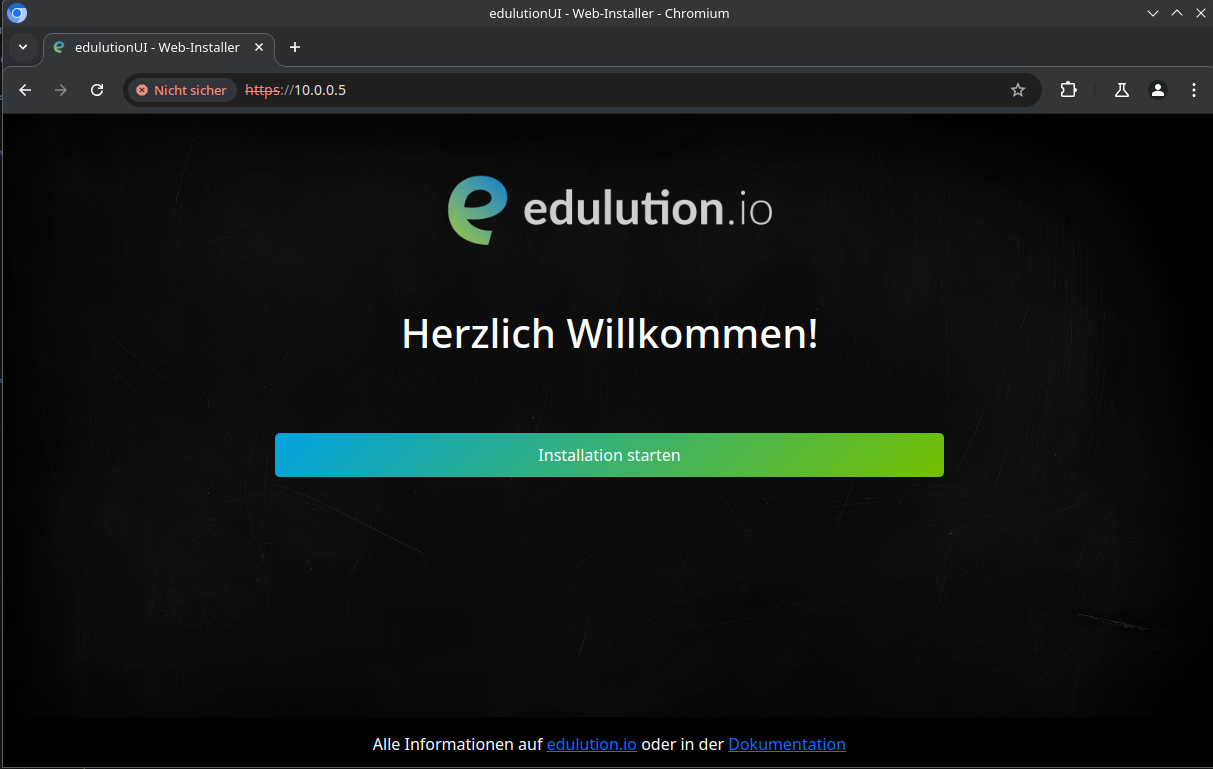 edulutionUI - Web-Installer - Chromium
edulutionUI - Web-Installer
Nicht sicher https://10.0.0.5
edulution.io
Herzlich Willkommen!
Installation starten
Alle Informationen auf edulution.io oder in der Dokumentation